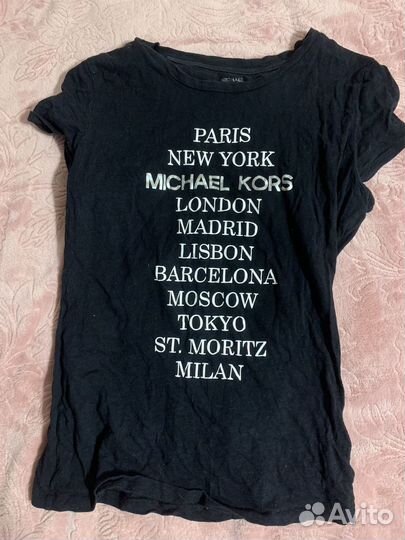 PARIS
NEW YORK
MICHAEL KORS
LONDON
MADRID
LISBON
BARCELONA
MOSCOW
TOKYO
ST. MORITZ
MILAN
Avito